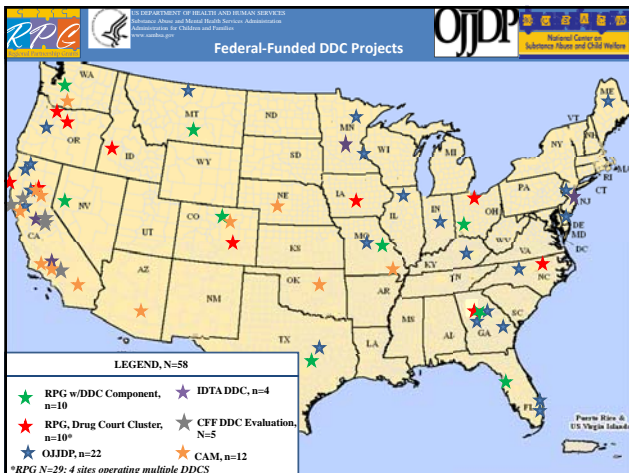 RPG
Regional Partnership Grants
US DEPARTMENT OF HEALTH AND HUMAN SERVICES
Substance Abuse and Mental Health Services Administration
Administration for Children and Families
www.samhsa.gov
Federal-Funded DDC Projects
OJJDP
National Center on
Substance Abuse and Child Welfare
WA
MT
ND
MN
ME
VT
NH
OR
ID
SD
WI
MI
NY
WY
RI
CT
IA
PA
NJ
NE
NV
IL
IN
OH
DE
MD
UT
CO
WV
DC
CA
KS
MO
KY
VA
AZ
OK
TN
NC
NM
AR
SC
MS
AL
GA
TX
LA
FL
Puerto Rico &
US Virgin Islands
LEGEND, N=58
RPG w/DDC Component,
n=10
IDTA DDC, n=4
RPG, Drug Court Cluster,
n=10*
CFF DDC Evaluation,
N=5
OJJDP, n=22
CAM, n=12
*RPG N=29; 4 sites operating multiple DDCS